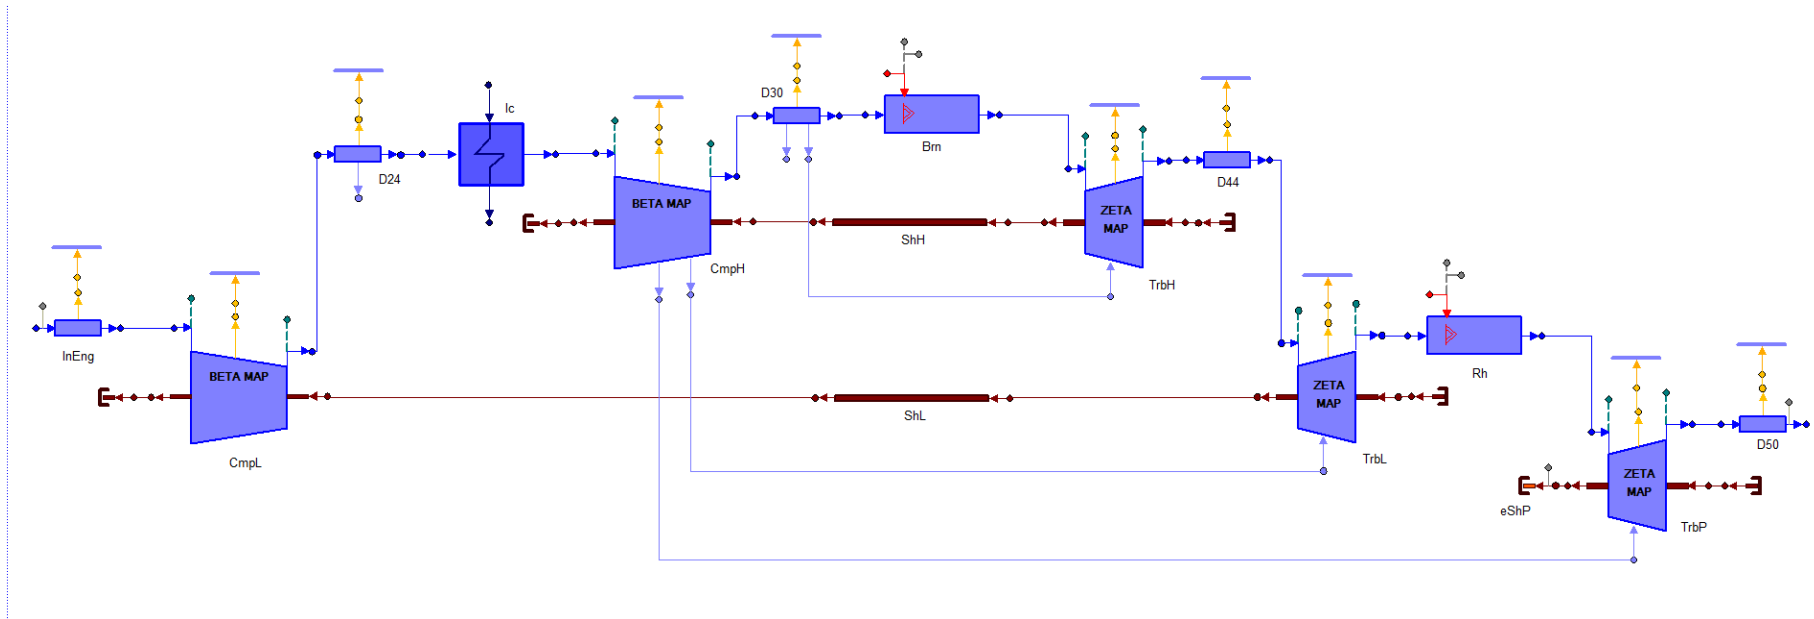 D30
Ic
Brn
D24
D44
BETA MAP
ZETA
MAP
ShH
CmpH
TrbH
InEng
Rh
BETA MAP
ZETA
MAP
ShL
D50
CmpL
TrbL
ZETA
MAP
eShP
TrbP